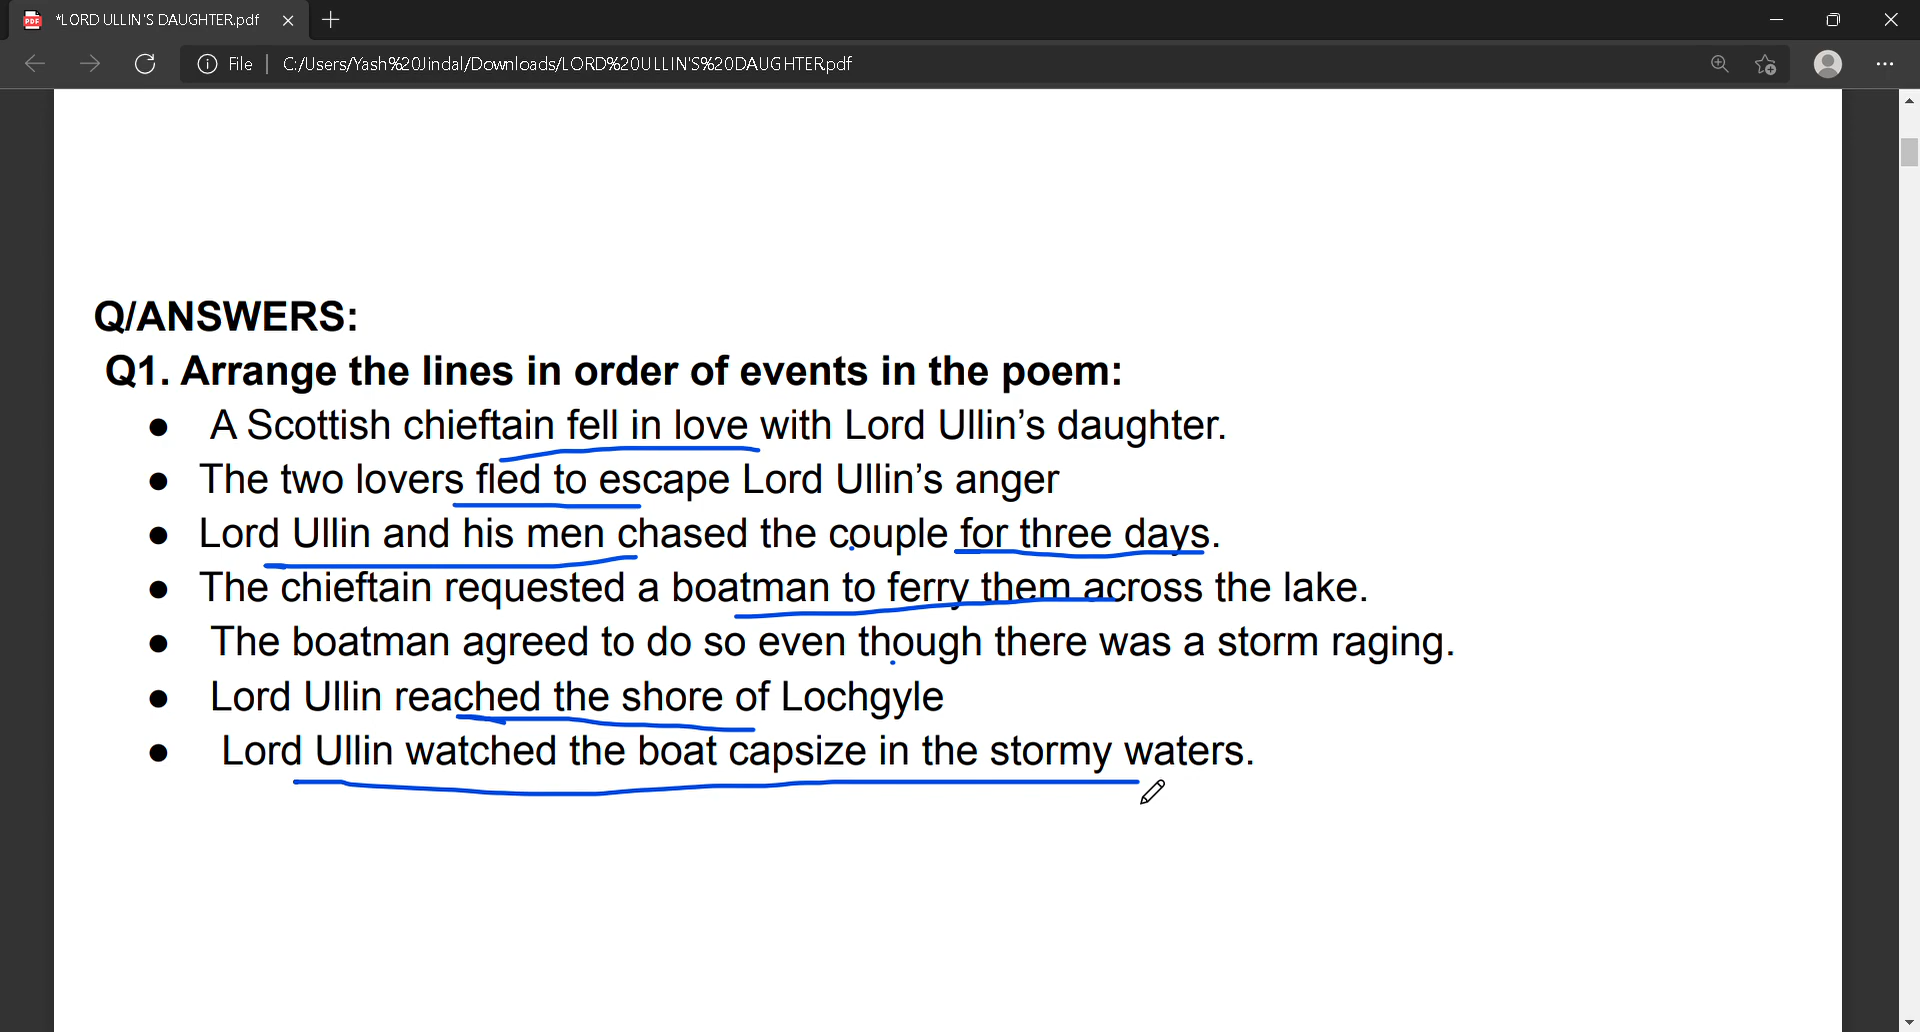 *LORD ULLIN'S DAUGHTER.pdf
File | C:/Users/Yash%20Jindal/Downloads/LORD%20ULLIN'S%20DAUGHTER.pdf
Q/ANSWERS:
Q1. Arrange the lines in order of events in the poem:
● A Scottish chieftain fell in love with Lord Ullin’s daughter.
● The two lovers fled to escape Lord Ullin’s anger
● Lord Ullin and his men chased the couple for three days.
● The chieftain requested a boatman to ferry them across the lake.
● The boatman agreed to do so even though there was a storm raging.
● Lord Ullin reached the shore of Lochgyle
● Lord Ullin watched the boat capsize in the stormy waters.